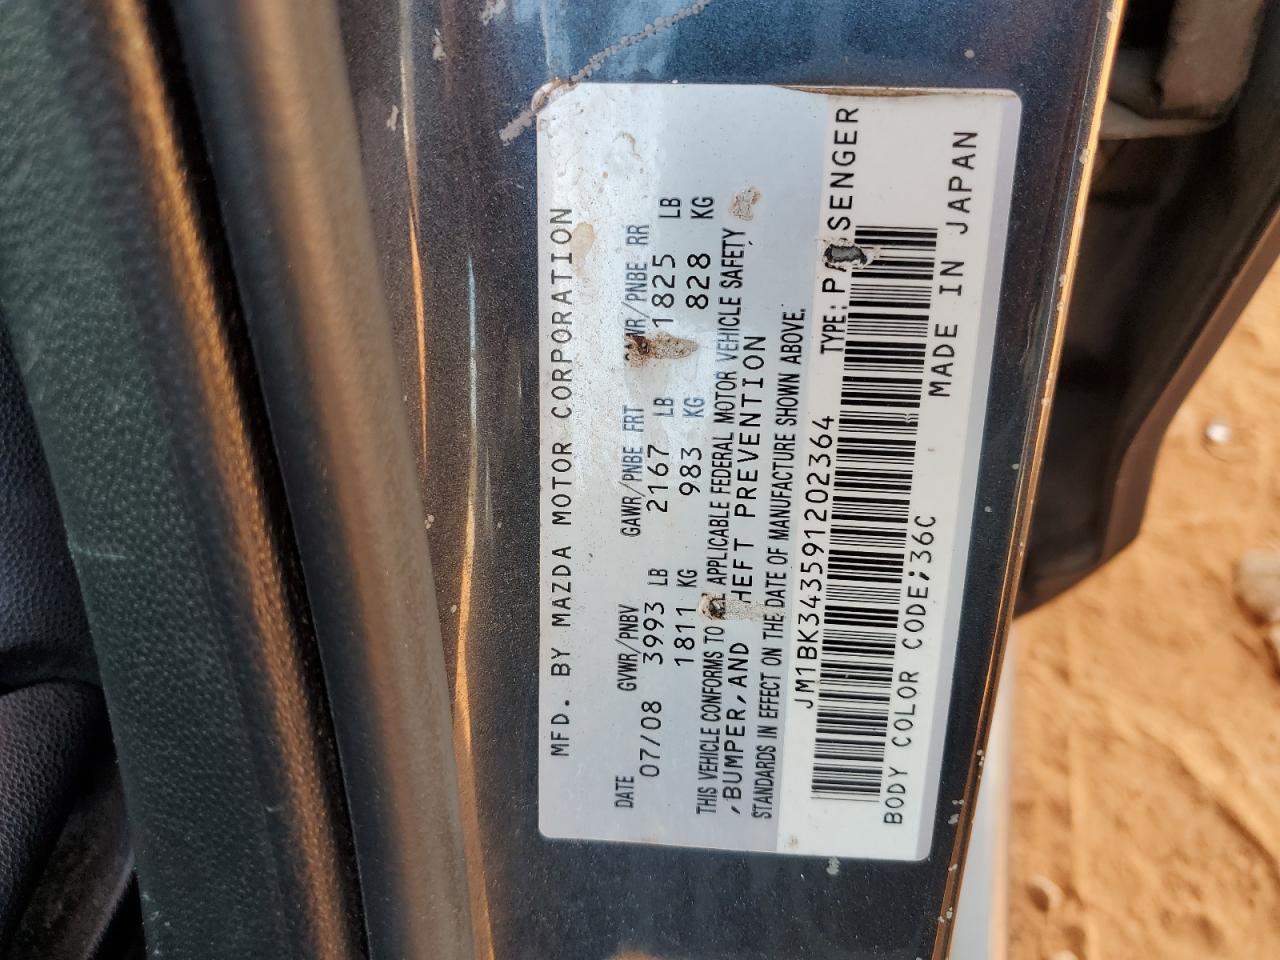 MFD. BY MAZDA MOTOR CORPORATION
DATE GVWR/PNBV GAWR/PNBE FRT /PNBE RR
07/08 3993 LB 2167 LB 1825 LB
1811 KG 983 KG 828 KG
THIS VEHICLE CONFORMS TO APPLICABLE FEDERAL MOTOR VEHICLE SAFETY
,BUMPER,AND PREVENTION
STANDARDS IN EFFECT ON THE DATE OF MANUFACTURE SHOWN ABOVE.
JM1BK343591202364 TYPE:
BODY COLOR CODE;36C MADE IN JAPAN